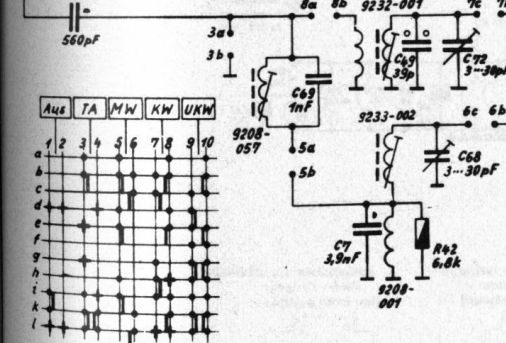 8a
8b
9232-001
7c
560pF
3a
3b
C69
1nF
C49
39p
C72
3...30pF
9208-
057
9233-002
6c
6b
5a
5b
C68
3...30pF
Aus TA MW KW UKW
1 2 3 4 5 6 7 8 9 10
a
b
c
d
e
f
g
h
i
k
l
C7
3,9nF
R42
6,8k
9208-
001